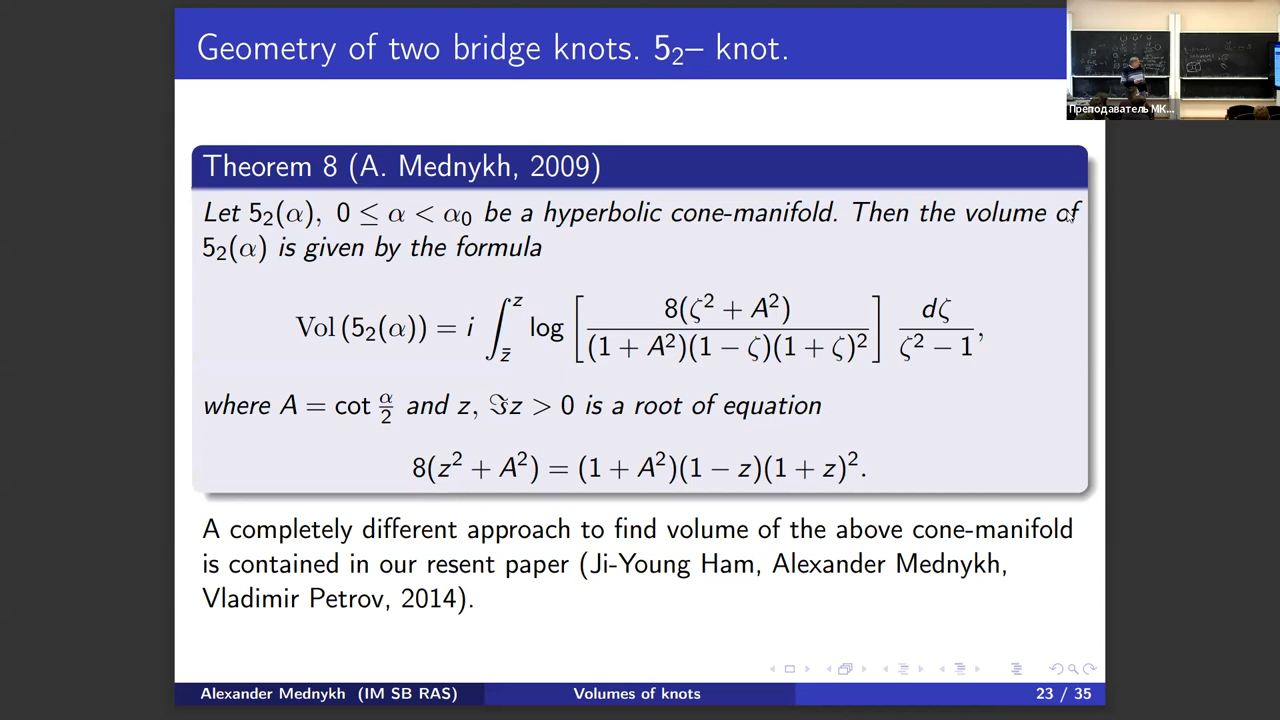 Geometry of two bridge knots. 5₂– knot.
Преподаватель МК...
Theorem 8 (A. Mednykh, 2009)
Let 5₂(α), 0 ≤ α < α₀ be a hyperbolic cone-manifold. Then the volume of
5₂(α) is given by the formula
Vol (5₂(α)) = i ∫_{z̄}^{z} log [ 8(ζ² + A²) / (1 + A²)(1 − ζ)(1 + ζ)² ] dζ / ζ² − 1,
where A = cot α/2 and z, ℑz > 0 is a root of equation
8(z² + A²) = (1 + A²)(1 − z)(1 + z)².
A completely different approach to find volume of the above cone-manifold
is contained in our resent paper (Ji-Young Ham, Alexander Mednykh,
Vladimir Petrov, 2014).
Alexander Mednykh (IM SB RAS)
Volumes of knots
23 / 35